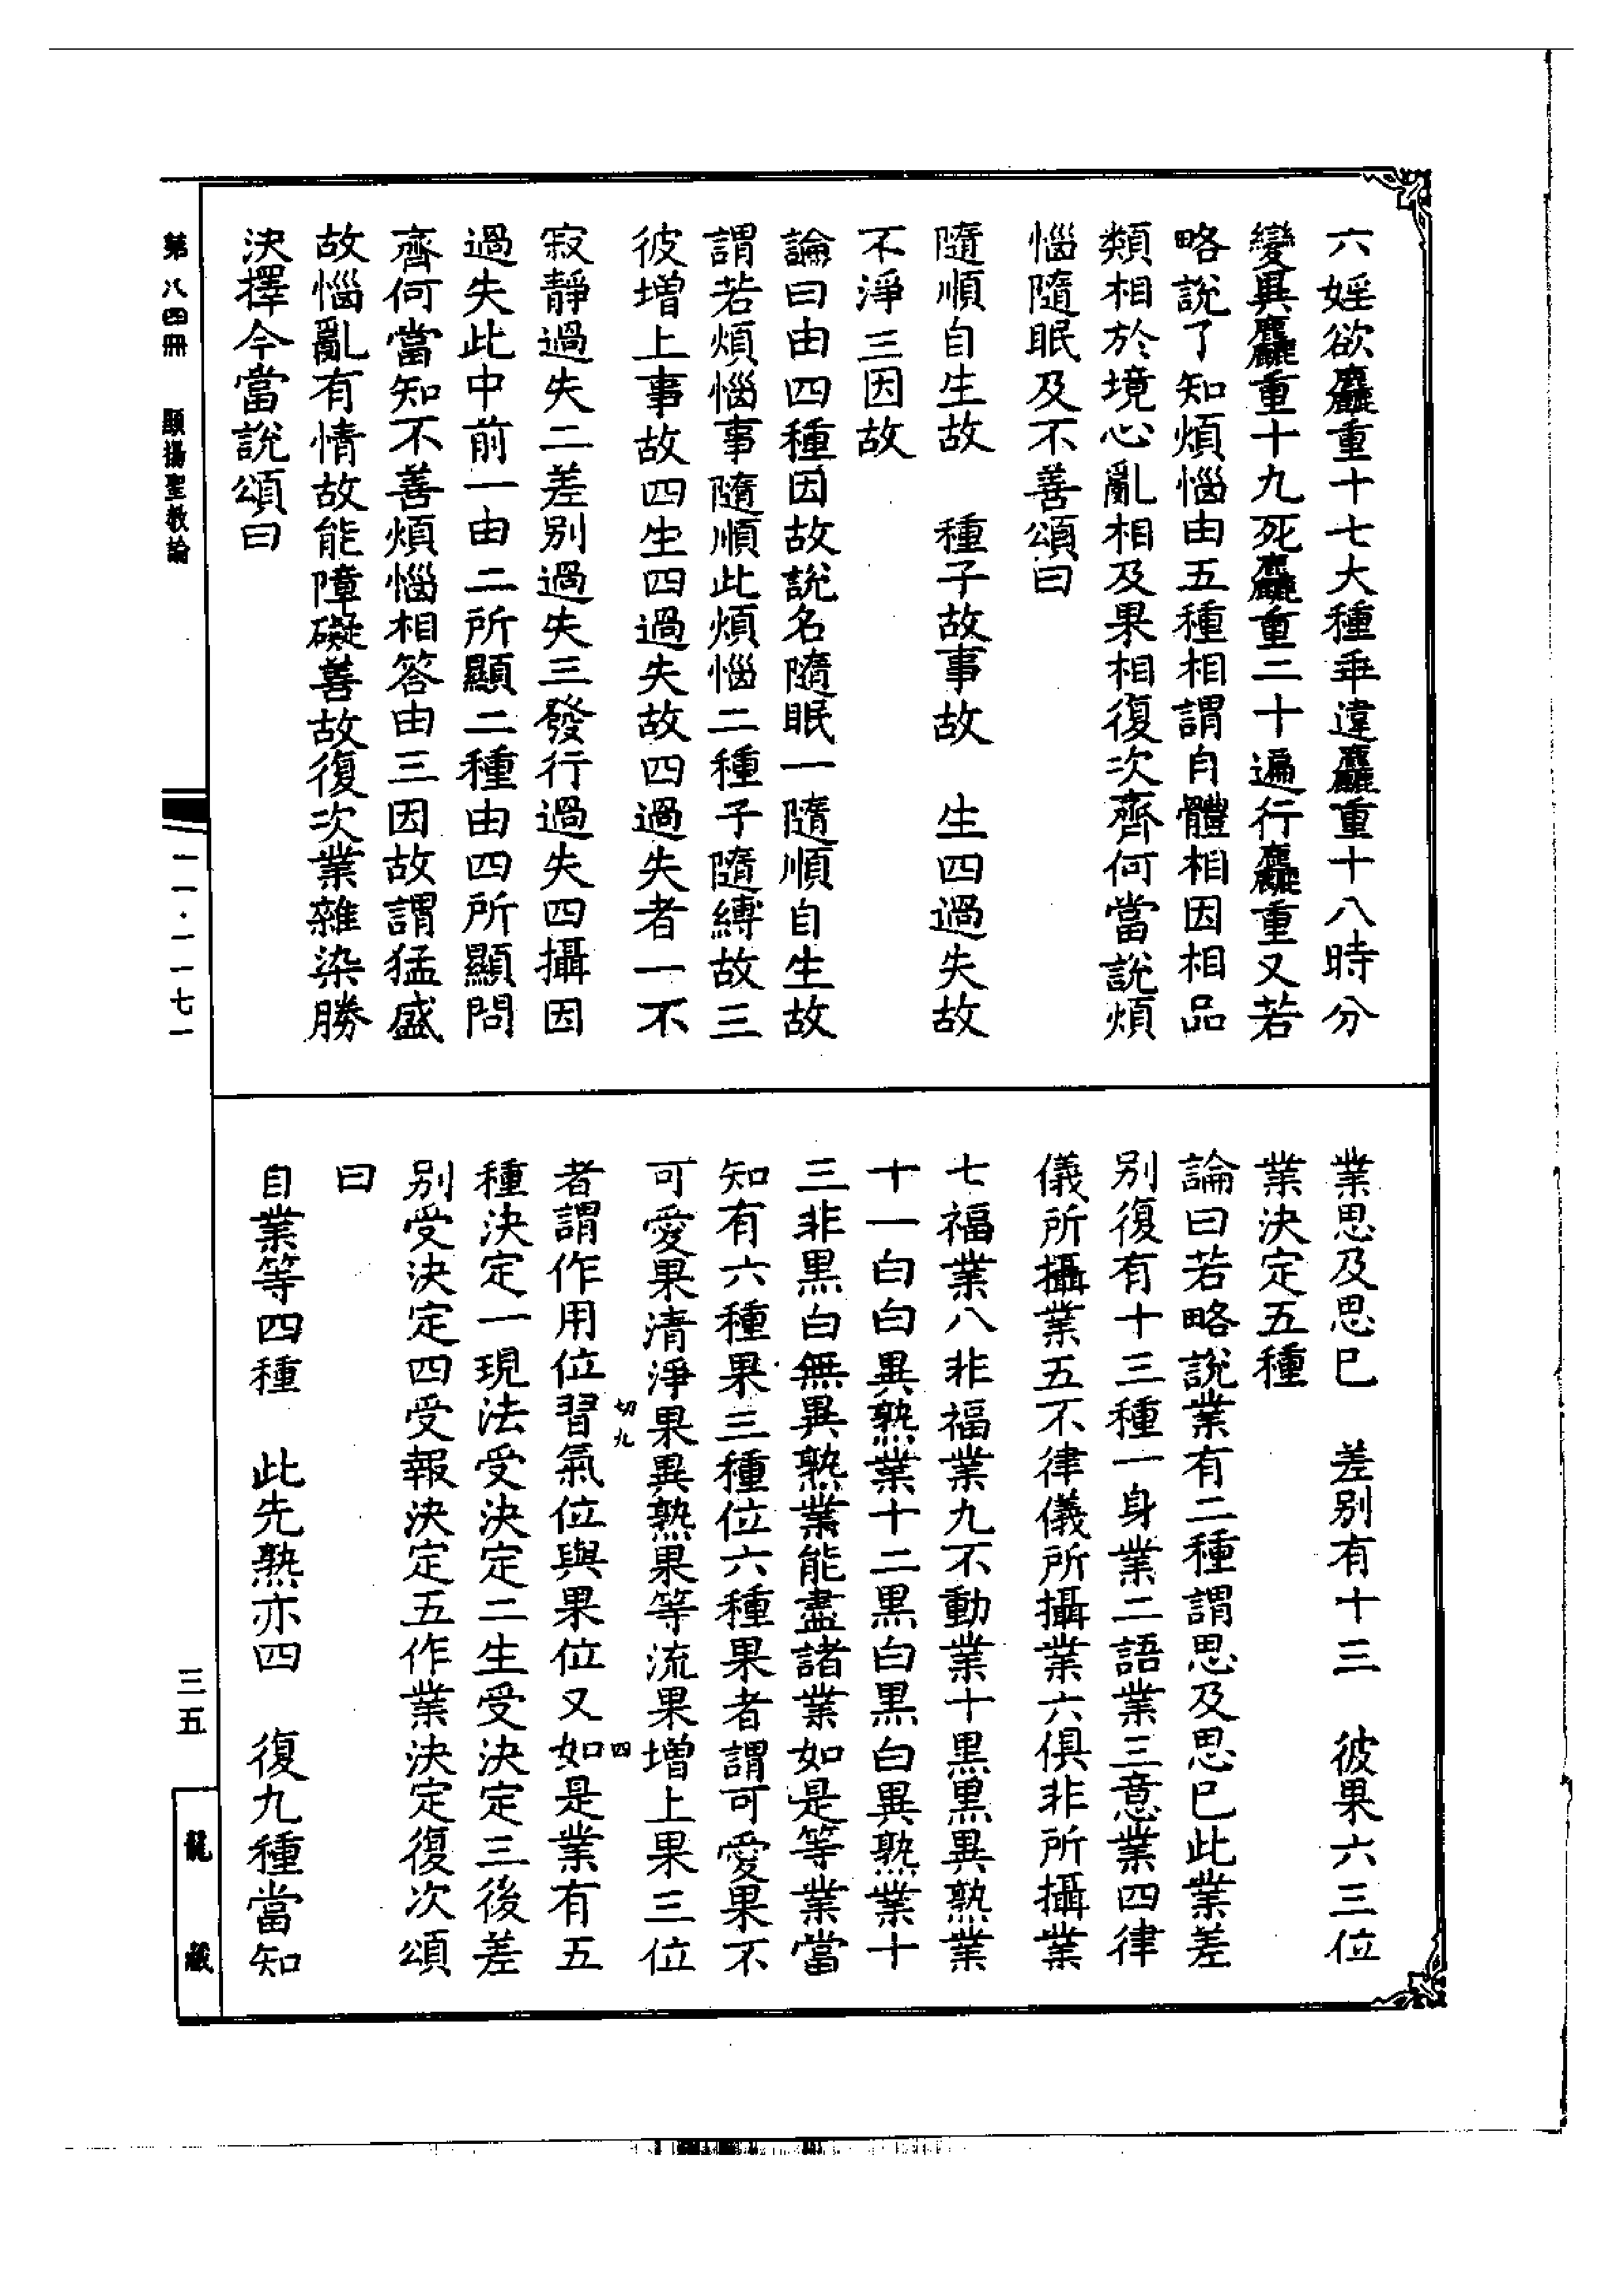 六婬欲麤重十七大種乖違麤重十八時分
變異麤重十九死麤重二十遍行麤重又若
略說了知煩惱由五種相謂自體相因相品
類相於境心亂相及果相復次齊何當說煩
惱隨眠及不善頌曰
隨順自生故　種子故事故　生四過失故
不淨三因故
論曰由四種因故說名隨眠一隨順自生故
謂若煩惱事隨順此煩惱二種子隨縛故三
彼增上事故四生四過失故四過失者一不
寂靜過失二差別過失三發行過失四攝因
過失此中前一由二所顯二種由四所顯問
齊何當知不善煩惱相答由三因故謂猛盛
故惱亂有情故能障礙善故復次業雜染勝
決擇今當說頌曰
業思及思巳　差別有十三　彼果六三位
業決定五種
論曰若略說業有二種謂思及思巳此業差
別復有十三種一身業二語業三意業四律
儀所攝業五不律儀所攝業六俱非所攝業
七福業八非福業九不動業十黑黑異熟業
十一白白異熟業十二黑白黑白異熟業十
三非黑白無異熟業能盡諸業如是等業當
知有六種果三種位六種果者謂可愛果不
可愛果清淨果異熟果等流果增上果三位
切九
四
者謂作用位習氣位與果位又如是業有五
種決定一現法受決定二生受決定三後差
別受決定四受報決定五作業決定復次頌
曰
自業等四種　此先熟亦四　復九種當知
第八四冊　顯揚聖教論
一一·一一七一
三五
龍藏